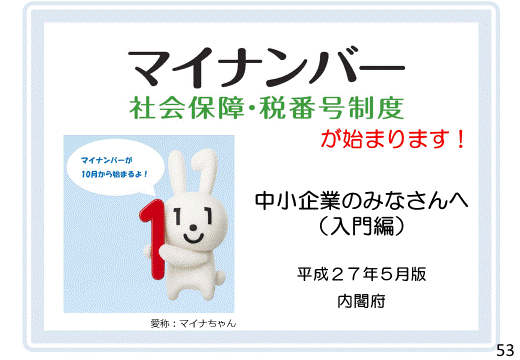 マイナンバー
社会保障・税番号制度
が始まります！
マイナンバーが
10月から始まるよ！
中小企業のみなさんへ
（入門編）
平成２７年５月版
内閣府
愛称：マイナちゃん
53